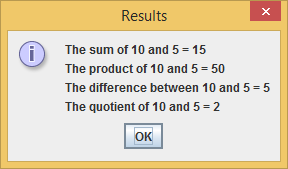 Results
The sum of 10 and 5 = 15
The product of 10 and 5 = 50
The difference between 10 and 5 = 5
The quotient of 10 and 5 = 2
OK